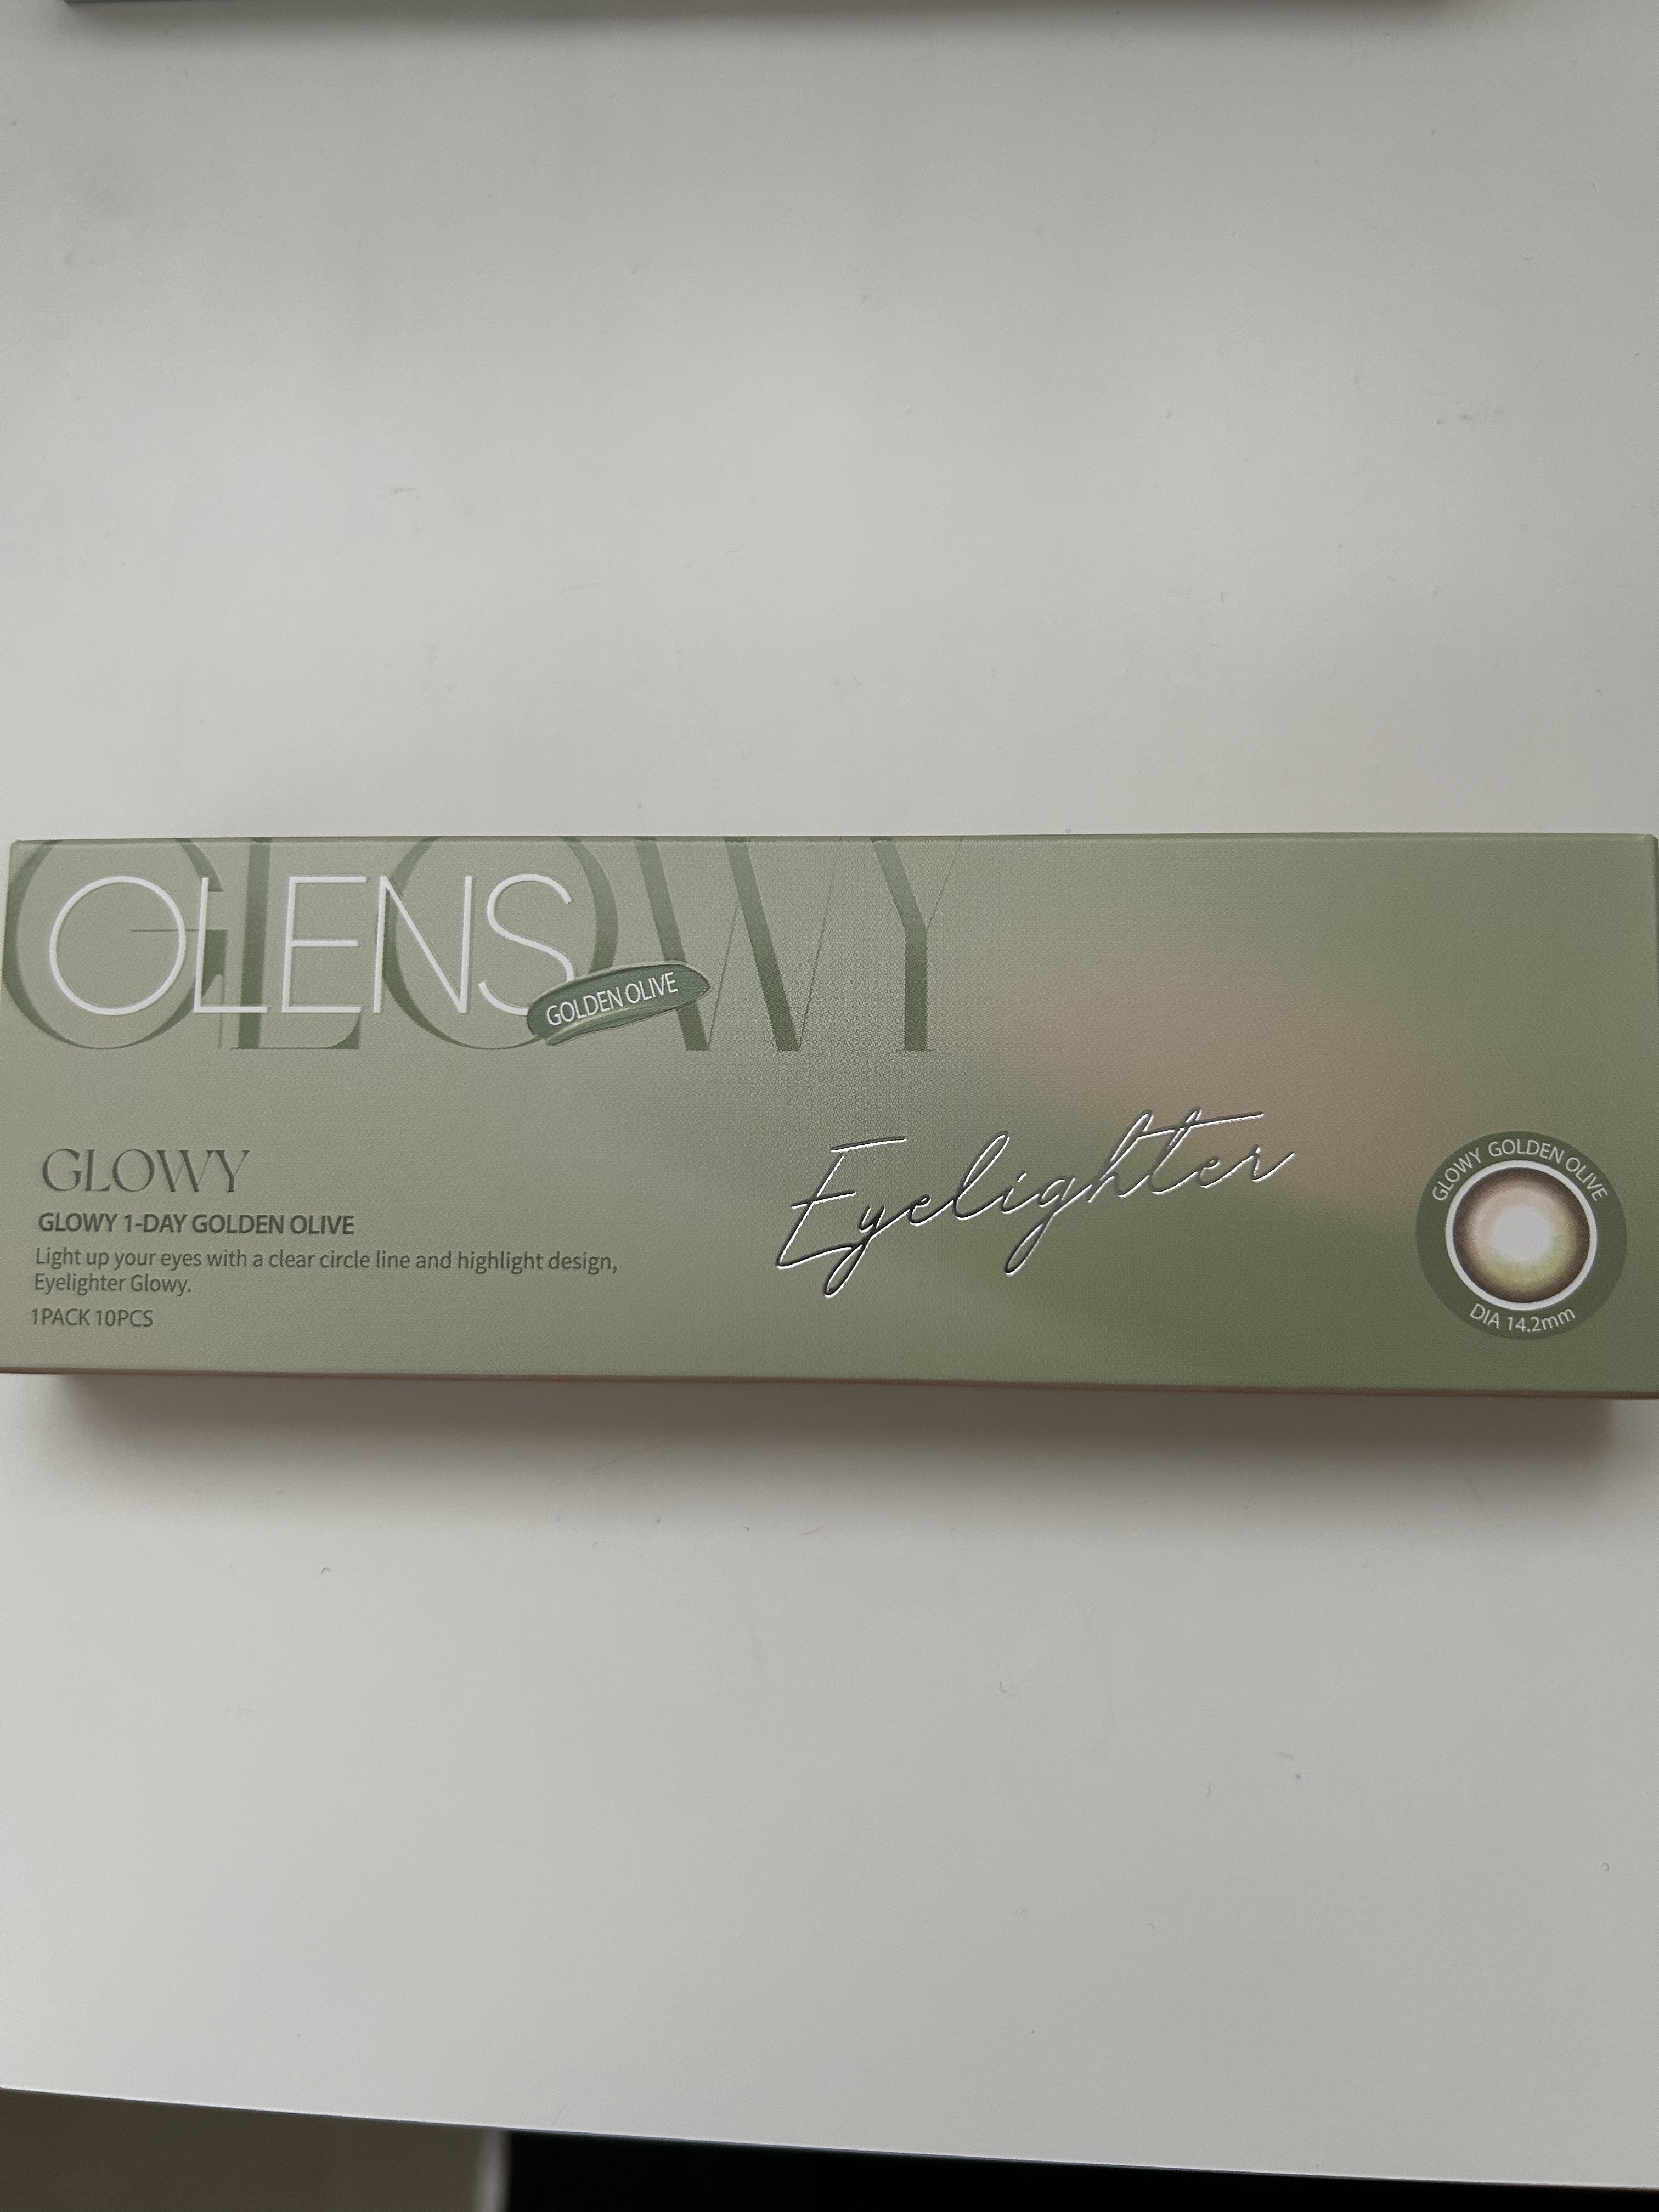 GLOWY
OLENS
GOLDEN OLIVE
GLOWY
GLOWY 1-DAY GOLDEN OLIVE
Light up your eyes with a clear circle line and highlight design,
Eyelighter Glowy.
1PACK 10PCS
Eyelighter
GLOWY GOLDEN OLIVE
DIA 14.2mm